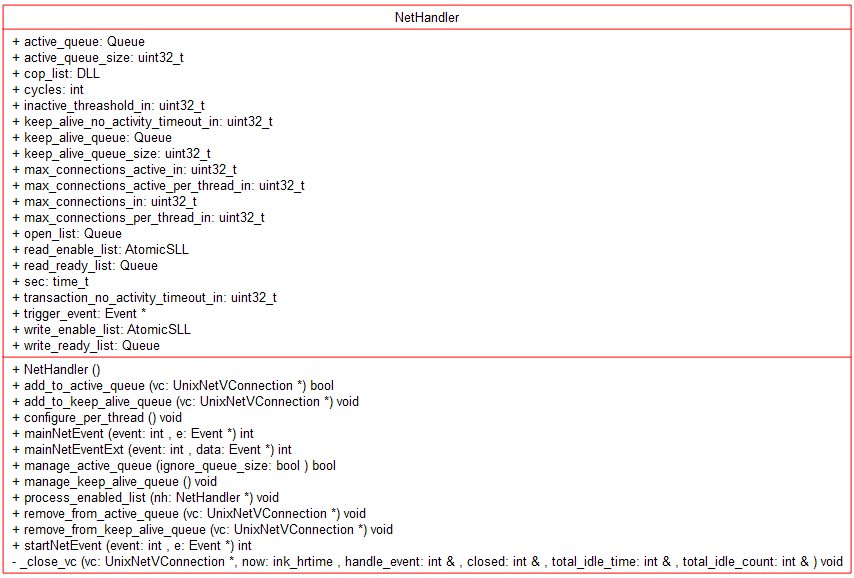 NetHandler
+ active_queue: Queue
+ active_queue_size: uint32_t
+ cop_list: DLL
+ cycles: int
+ inactive_threashold_in: uint32_t
+ keep_alive_no_activity_timeout_in: uint32_t
+ keep_alive_queue: Queue
+ keep_alive_queue_size: uint32_t
+ max_connections_active_in: uint32_t
+ max_connections_active_per_thread_in: uint32_t
+ max_connections_in: uint32_t
+ max_connections_per_thread_in: uint32_t
+ open_list: Queue
+ read_enable_list: AtomicSLL
+ read_ready_list: Queue
+ sec: time_t
+ transaction_no_activity_timeout_in: uint32_t
+ trigger_event: Event *
+ write_enable_list: AtomicSLL
+ write_ready_list: Queue
+ NetHandler ()
+ add_to_active_queue (vc: UnixNetVConnection *) bool
+ add_to_keep_alive_queue (vc: UnixNetVConnection *) void
+ configure_per_thread () void
+ mainNetEvent (event: int , e: Event *) int
+ mainNetEventExt (event: int , data: Event *) int
+ manage_active_queue (ignore_queue_size: bool ) bool
+ manage_keep_alive_queue () void
+ process_enabled_list (nh: NetHandler *) void
+ remove_from_active_queue (vc: UnixNetVConnection *) void
+ remove_from_keep_alive_queue (vc: UnixNetVConnection *) void
+ startNetEvent (event: int , e: Event *) int
- _close_vc (vc: UnixNetVConnection *, now: ink_hrtime , handle_event: int & , closed: int & , total_idle_time: int & , total_idle_count: int & ) void